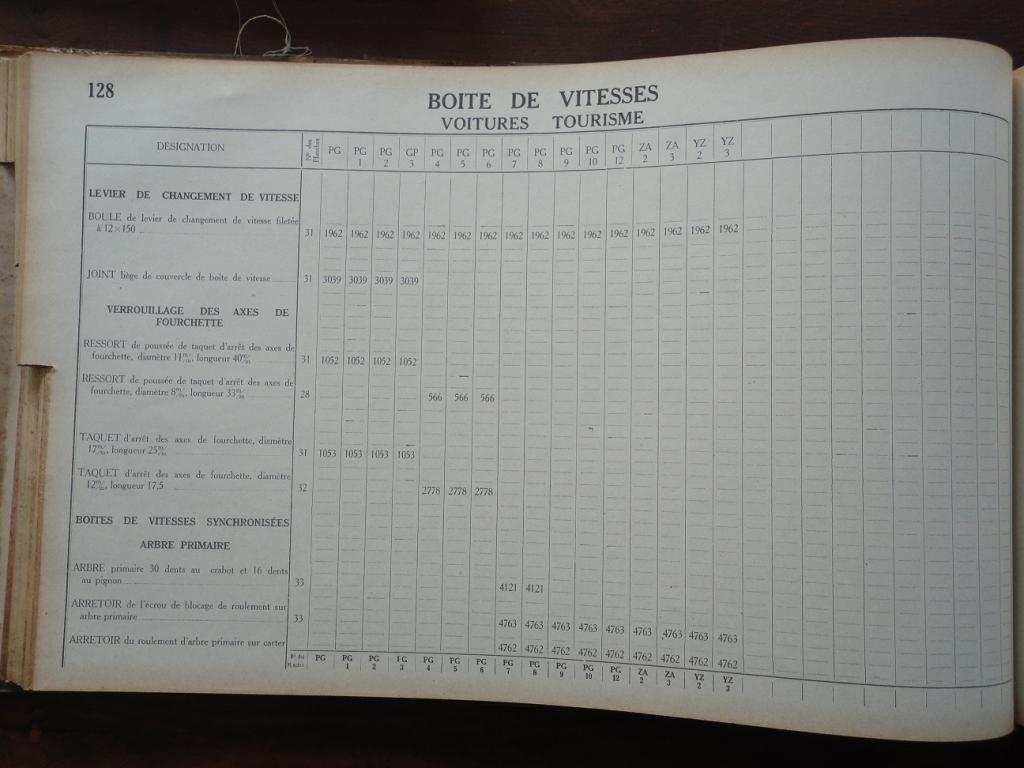 128
BOITE DE VITESSES
VOITURES TOURISME
DESIGNATION Nos des Planches PG PG 1 PG 2 GP 3 PG 4 PG 5 PG 6 PG 7 PG 8 PG 9 PG 10 PG 12 ZA 2 ZA 3 YZ 2 YZ 3
LEVIER DE CHANGEMENT DE VITESSE
BOULE de levier de changement de vitesse filetée
à 12×150 31 1962 1962 1962 1962 1962 1962 1962 1962 1962 1962 1962 1962 1962 1962 1962 1962
JOINT liège de couvercle de boîte de vitesse 31 3039 3039 3039 3039
VERROUILLAGE DES AXES DE
FOURCHETTE
RESSORT de poussée de taquet d'arrêt des axes de
fourchette, diamètre 11 m/m, longueur 40 m/m 31 1052 1052 1052 1052
RESSORT de poussée de taquet d'arrêt des axes de
fourchette, diamètre 8 m/m, longueur 33 m/m 28 566 566 566
TAQUET d'arrêt des axes de fourchette, diamètre
17 m/m, longueur 25 m/m 31 1053 1053 1053 1053
TAQUET d'arrêt des axes de fourchette, diamètre
12 m/m, longueur 17,5 32 2778 2778 2778
BOITES DE VITESSES SYNCHRONISÉES
ARBRE PRIMAIRE
ARBRE primaire 30 dents au crabot et 16 dents
au pignon 33 4121 4121
ARRETOIR de l'écrou de blocage de roulement sur
arbre primaire 33 4763 4763 4763 4763 4763 4763 4763 4763 4763
ARRETOIR du roulement d'arbre primaire sur carter 4762 4762 4762 4762 4762 4762 4762 4762 4762
Nos des Planches PG PG 1 PG 2 FG 3 PG 4 PG 5 PG 6 PG 7 PG 8 PG 9 PG 10 PG 12 ZA 2 ZA 3 YZ 2 YZ 3